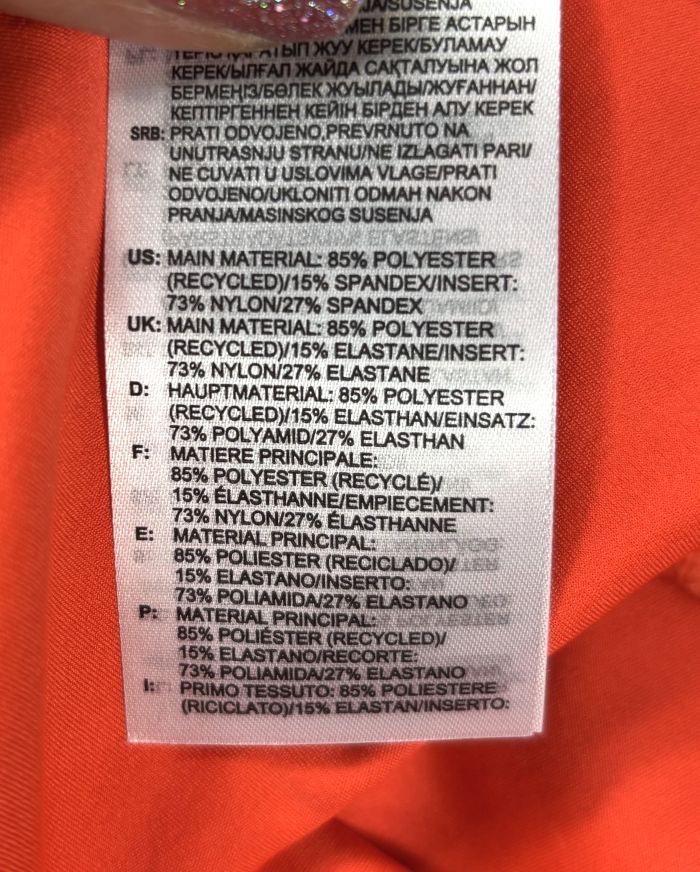 JA/SUSENJA
МЕН БІРГЕ АСТАРЫН
ТЕРІС ҚАРАТЫП ЖУУ КЕРЕК/БУЛАМАУ
КЕРЕК/ЫЛҒАЛ ЖАЙДА САҚТАЛУЫНА ЖОЛ
БЕРМЕҢІЗ/БӨЛЕК ЖУЫЛАДЫ/ЖУҒАННАН/
КЕПТІРГЕННЕН КЕЙІН БІРДЕН АЛУ КЕРЕК
SRB: PRATI ODVOJENO,PREVRNUTO NA
UNUTRASNJU STRANU/NE IZLAGATI PARI/
NE CUVATI U USLOVIMA VLAGE/PRATI
ODVOJENO/UKLONITI ODMAH NAKON
PRANJA/MASINSKOG SUSENJA
US: MAIN MATERIAL: 85% POLYESTER
(RECYCLED)/15% SPANDEX/INSERT:
73% NYLON/27% SPANDEX
UK: MAIN MATERIAL: 85% POLYESTER
(RECYCLED)/15% ELASTANE/INSERT:
73% NYLON/27% ELASTANE
D: HAUPTMATERIAL: 85% POLYESTER
(RECYCLED)/15% ELASTHAN/EINSATZ:
73% POLYAMID/27% ELASTHAN
F: MATIERE PRINCIPALE:
85% POLYESTER (RECYCLÉ)/
15% ÉLASTHANNE/EMPIECEMENT:
73% NYLON/27% ÉLASTHANNE
E: MATERIAL PRINCIPAL:
85% POLIESTER (RECICLADO)/
15% ELASTANO/INSERTO:
73% POLIAMIDA/27% ELASTANO
P: MATERIAL PRINCIPAL:
85% POLIÉSTER (RECYCLED)/
15% ELASTANO/RECORTE:
73% POLIAMIDA/27% ELASTANO
I: PRIMO TESSUTO: 85% POLIESTERE
(RICICLATO)/15% ELASTAN/INSERTO: